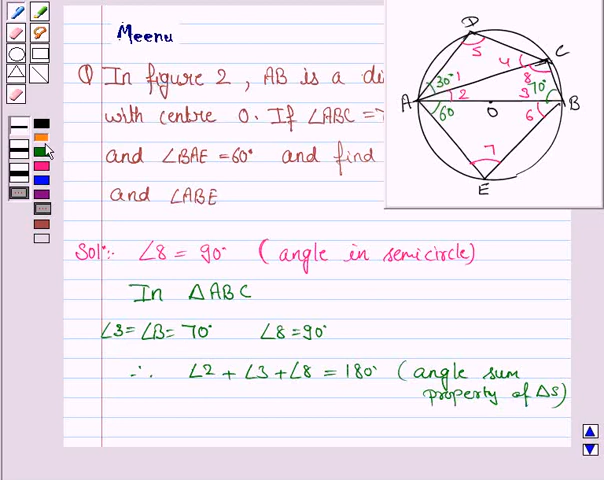 Meenu
Q In figure 2, AB is a di
with centre O. If ∠ABC = 7
and ∠BAE = 60° and find
and ∠ABE
Sol:- ∠8 = 90° (angle in semicircle)
In △ABC
∠3 = ∠B = 70° ∠8 = 90°
∴ ∠2 + ∠3 + ∠8 = 180° (angle sum
property of △s)
D
5
4
C
30° 1
8
A
2
3 70°
B
60
O
6
7
E